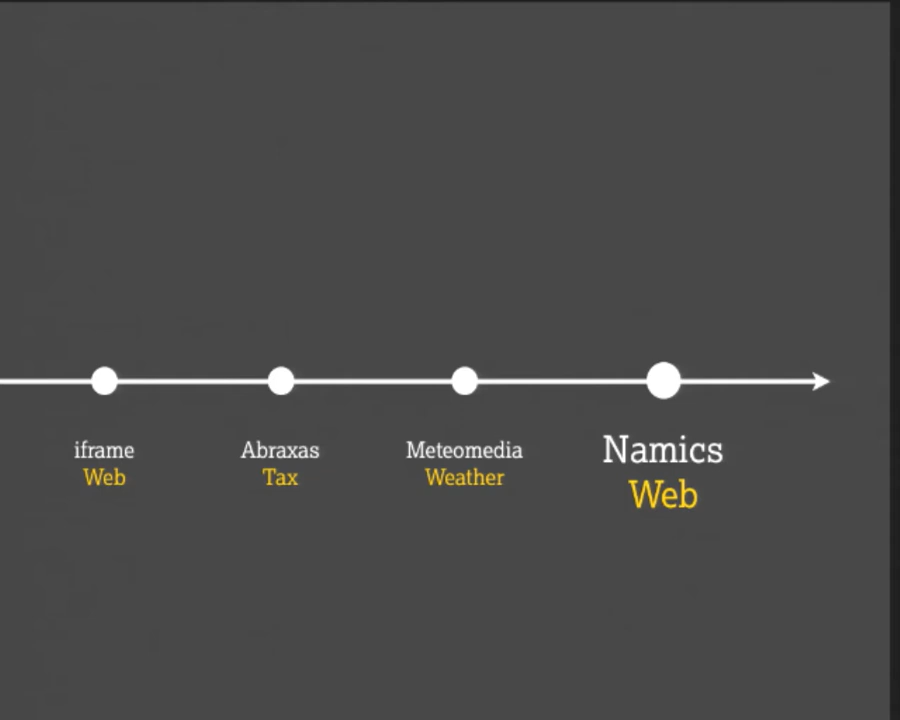 iframe
Web
Abraxas
Tax
Meteomedia
Weather
Namics
Web